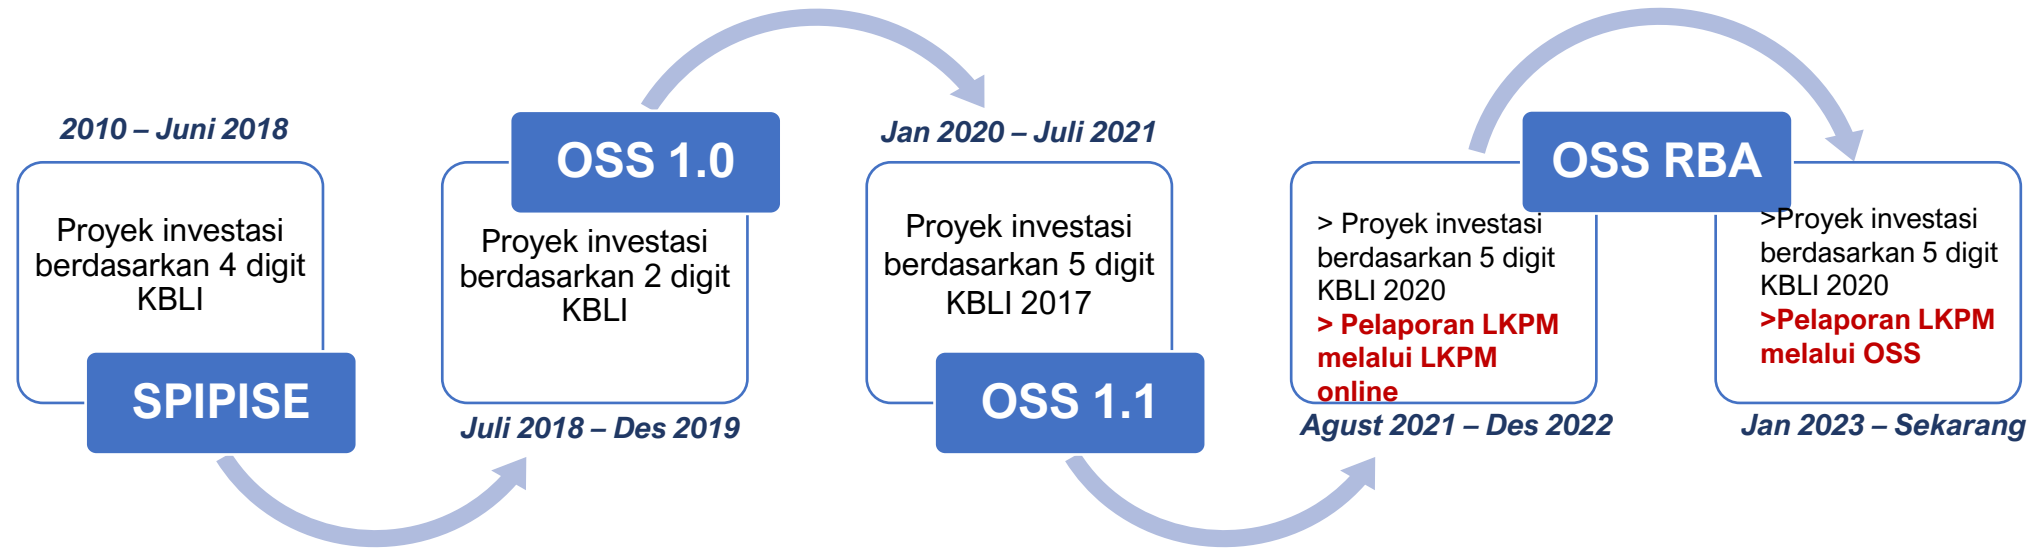 2010 – Juni 2018
Proyek investasi
berdasarkan 4 digit
KBLI
SPIPISE
OSS 1.0
Proyek investasi
berdasarkan 2 digit
KBLI
Juli 2018 – Des 2019
Jan 2020 – Juli 2021
Proyek investasi
berdasarkan 5 digit
KBLI 2017
OSS 1.1
OSS RBA
> Proyek investasi
berdasarkan 5 digit
KBLI 2020
> Pelaporan LKPM
melalui LKPM
online
Agust 2021 – Des 2022
>Proyek investasi
berdasarkan 5 digit
KBLI 2020
>Pelaporan LKPM
melalui OSS
Jan 2023 – Sekarang